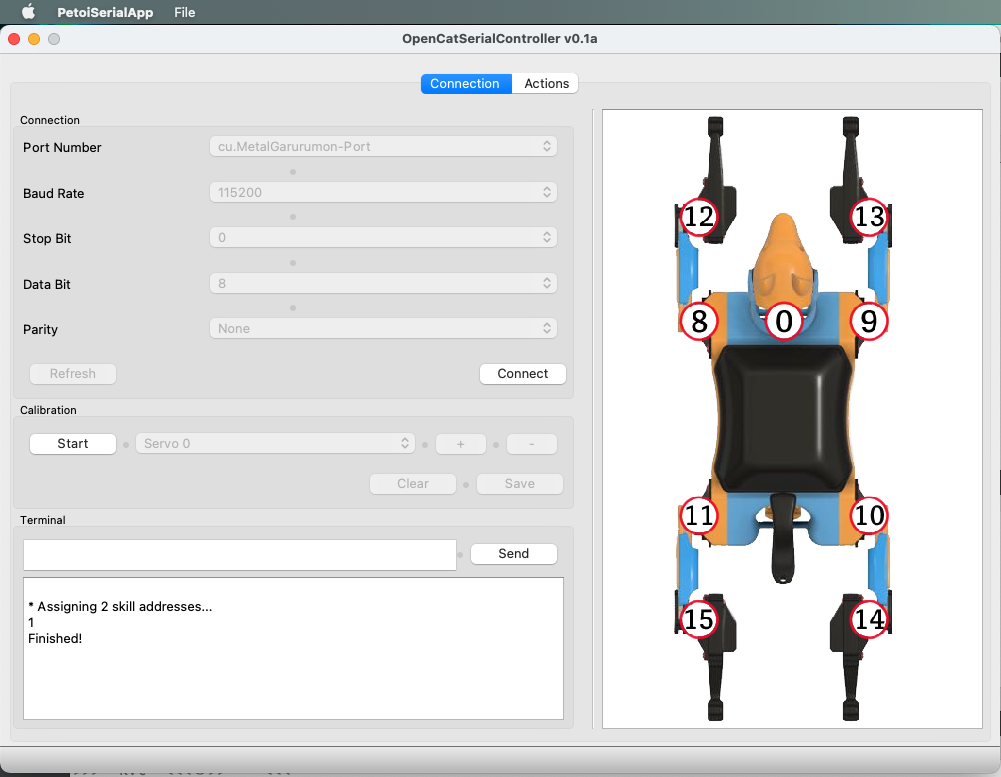 PetoiSerialApp File
OpenCatSerialController v0.1a
Connection Actions
Connection
Port Number cu.MetalGarurumon-Port
Baud Rate 115200
Stop Bit 0
Data Bit 8
Parity None
Refresh Connect
Calibration
Start Servo 0 + -
Clear Save
Terminal
Send
* Assigning 2 skill addresses...
1
Finished!
12 13
8 0 9
11 10
15 14